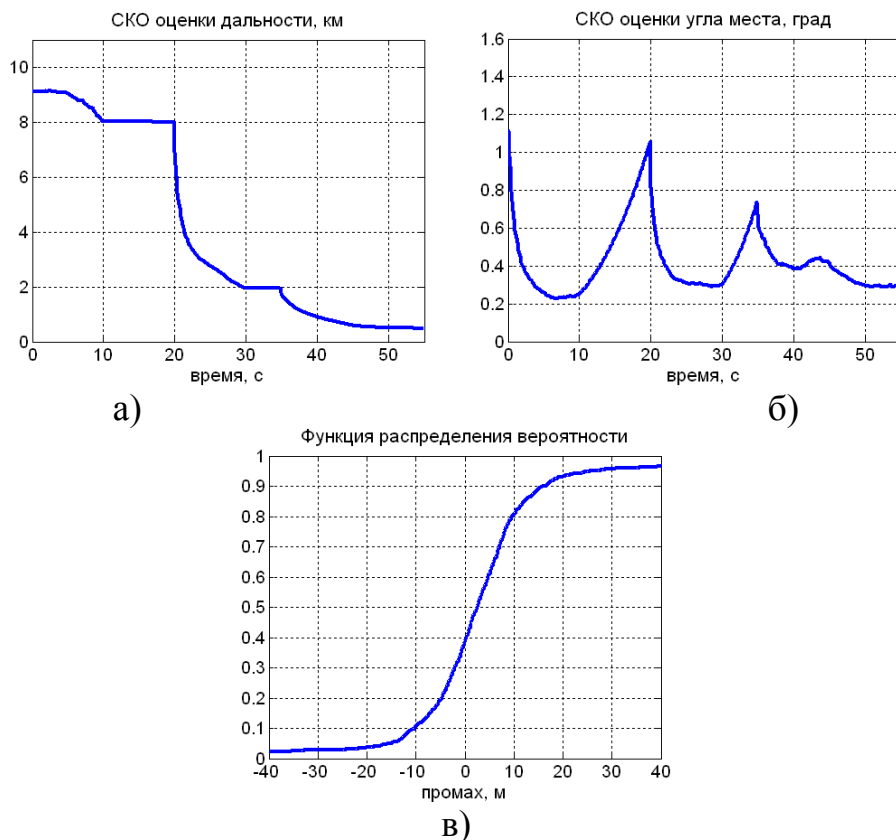 СКО оценки дальности, км
10
8
6
4
2
0
0 10 20 30 40 50
время, с
а)
СКО оценки угла места, град
1.6
1.4
1.2
1
0.8
0.6
0.4
0.2
0
0 10 20 30 40 50
время, с
б)
Функция распределения вероятности
1
0.9
0.8
0.7
0.6
0.5
0.4
0.3
0.2
0.1
0
-40 -30 -20 -10 0 10 20 30 40
промах, м
в)